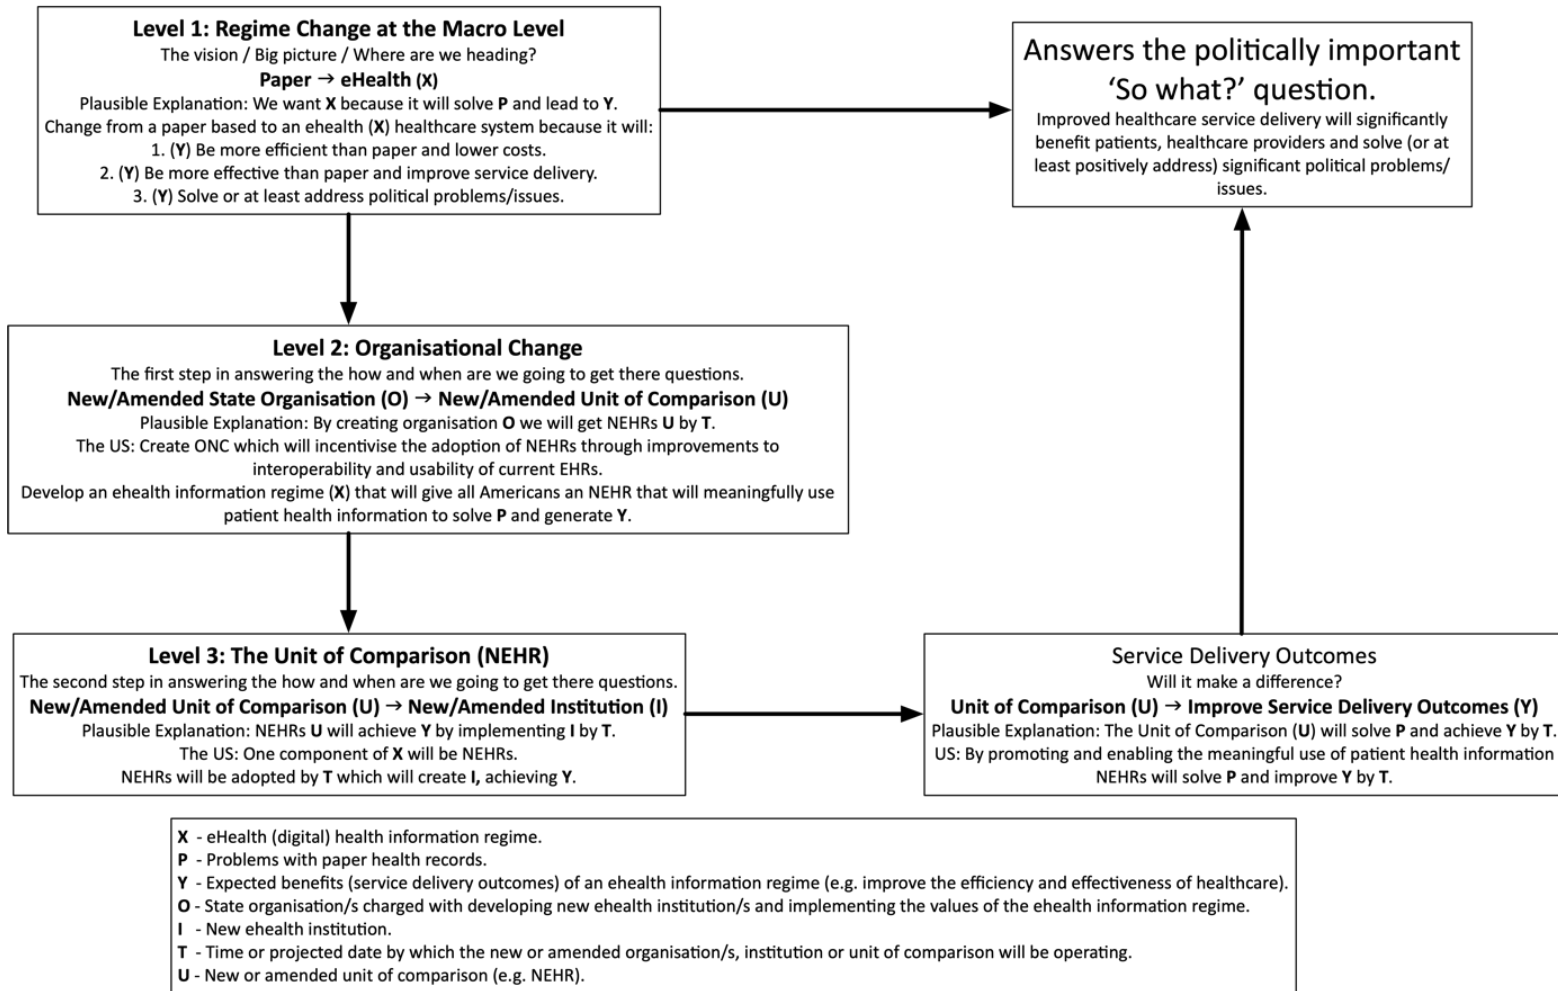 Level 1: Regime Change at the Macro Level
The vision / Big picture / Where are we heading?
Paper → eHealth (X)
Plausible Explanation: We want X because it will solve P and lead to Y.
Change from a paper based to an ehealth (X) healthcare system because it will:
1. (Y) Be more efficient than paper and lower costs.
2. (Y) Be more effective than paper and improve service delivery.
3. (Y) Solve or at least address political problems/issues.
Answers the politically important
‘So what?’ question.
Improved healthcare service delivery will significantly
benefit patients, healthcare providers and solve (or at
least positively address) significant political problems/
issues.
Level 2: Organisational Change
The first step in answering the how and when are we going to get there questions.
New/Amended State Organisation (O) → New/Amended Unit of Comparison (U)
Plausible Explanation: By creating organisation O we will get NEHRs U by T.
The US: Create ONC which will incentivise the adoption of NEHRs through improvements to
interoperability and usability of current EHRs.
Develop an ehealth information regime (X) that will give all Americans an NEHR that will meaningfully use
patient health information to solve P and generate Y.
Level 3: The Unit of Comparison (NEHR)
The second step in answering the how and when are we going to get there questions.
New/Amended Unit of Comparison (U) → New/Amended Institution (I)
Plausible Explanation: NEHRs U will achieve Y by implementing I by T.
The US: One component of X will be NEHRs.
NEHRs will be adopted by T which will create I, achieving Y.
Service Delivery Outcomes
Will it make a difference?
Unit of Comparison (U) → Improve Service Delivery Outcomes (Y)
Plausible Explanation: The Unit of Comparison (U) will solve P and achieve Y by T.
US: By promoting and enabling the meaningful use of patient health information
NEHRs will solve P and improve Y by T.
X - eHealth (digital) health information regime.
P - Problems with paper health records.
Y - Expected benefits (service delivery outcomes) of an ehealth information regime (e.g. improve the efficiency and effectiveness of healthcare).
O - State organisation/s charged with developing new ehealth institution/s and implementing the values of the ehealth information regime.
I - New ehealth institution.
T - Time or projected date by which the new or amended organisation/s, institution or unit of comparison will be operating.
U - New or amended unit of comparison (e.g. NEHR).